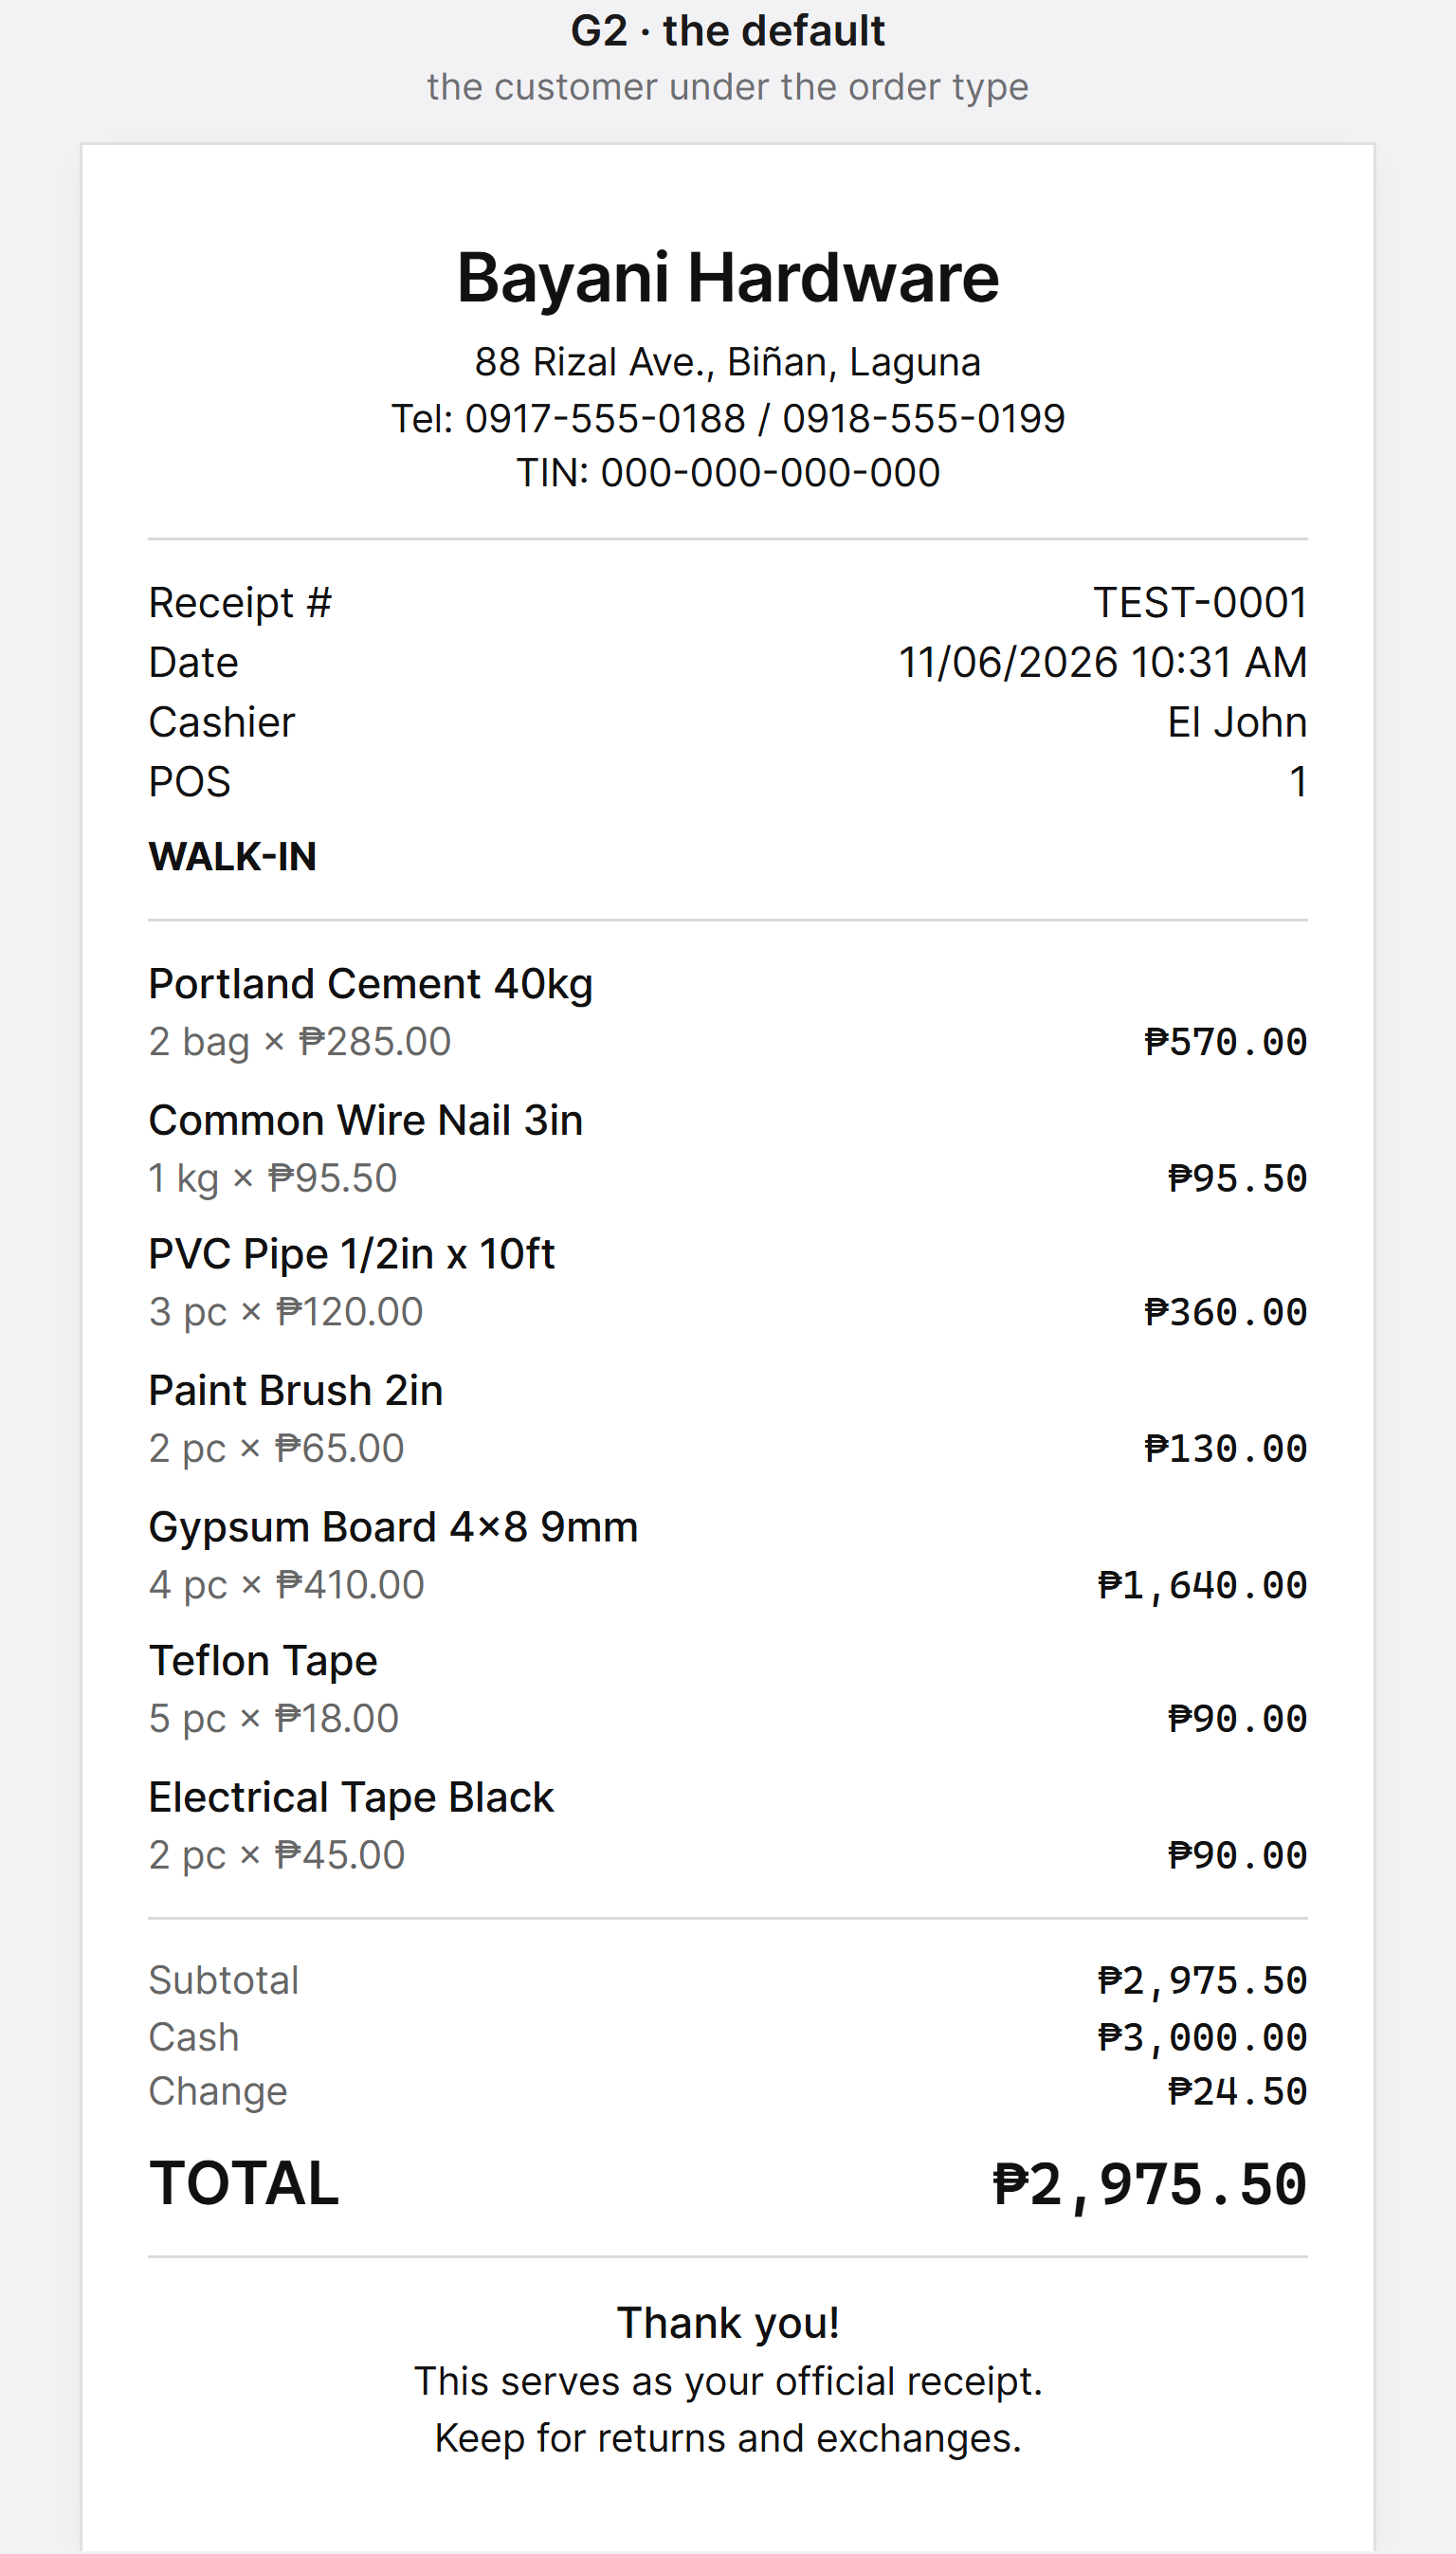 G2 · the default
the customer under the order type
Bayani Hardware
88 Rizal Ave., Biñan, Laguna
Tel: 0917-555-0188 / 0918-555-0199
TIN: 000-000-000-000
Receipt # TEST-0001
Date 11/06/2026 10:31 AM
Cashier El John
POS 1
WALK-IN
Portland Cement 40kg
2 bag × ₱285.00 ₱570.00
Common Wire Nail 3in
1 kg × ₱95.50 ₱95.50
PVC Pipe 1/2in x 10ft
3 pc × ₱120.00 ₱360.00
Paint Brush 2in
2 pc × ₱65.00 ₱130.00
Gypsum Board 4×8 9mm
4 pc × ₱410.00 ₱1,640.00
Teflon Tape
5 pc × ₱18.00 ₱90.00
Electrical Tape Black
2 pc × ₱45.00 ₱90.00
Subtotal ₱2,975.50
Cash ₱3,000.00
Change ₱24.50
TOTAL ₱2,975.50
Thank you!
This serves as your official receipt.
Keep for returns and exchanges.